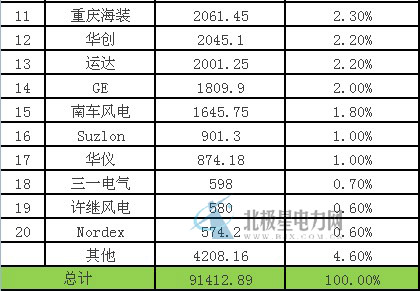 11 重庆海装 2061.45 2.30%
12 华创 2045.1 2.20%
13 运达 2001.25 2.20%
14 GE 1809.9 2.00%
15 南车风电 1645.75 1.80%
16 Suzlon 901.3 1.00%
17 华仪 874.18 1.00%
18 三一电气 598 0.70%
19 许继风电 580 0.60%
20 Nordex 574.2 0.60%
其他 4208.16 4.60%
总计 91412.89 100.00%
北极星电力网